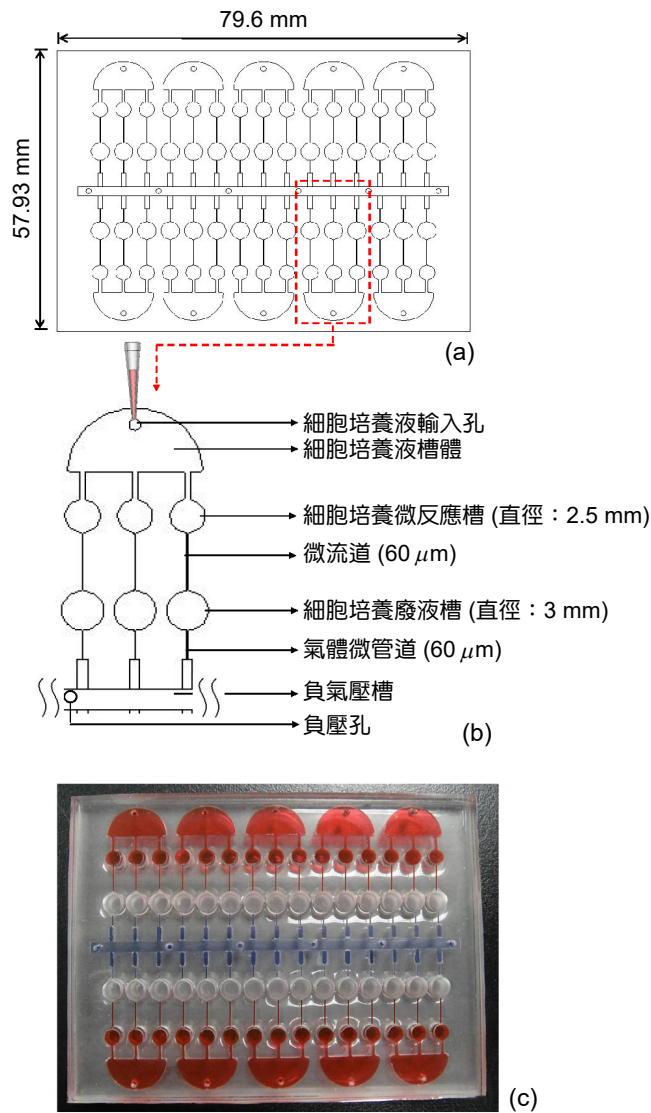 79.6 mm
57.93 mm
(a)
細胞培養液輸入孔
細胞培養液槽體
細胞培養微反應槽 (直徑：2.5 mm)
微流道 (60 μm)
細胞培養廢液槽 (直徑：3 mm)
氣體微管道 (60 μm)
負氣壓槽
負壓孔
(b)
(c)